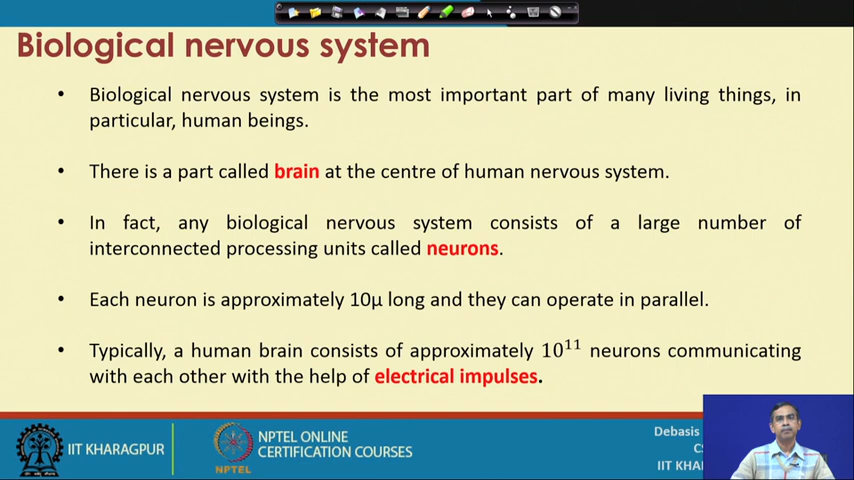 Biological nervous system
• Biological nervous system is the most important part of many living things, in
particular, human beings.
• There is a part called brain at the centre of human nervous system.
• In fact, any biological nervous system consists of a large number of
interconnected processing units called neurons.
• Each neuron is approximately 10μ long and they can operate in parallel.
• Typically, a human brain consists of approximately 10¹¹ neurons communicating
with each other with the help of electrical impulses.
IIT KHARAGPUR
NPTEL
NPTEL ONLINE
CERTIFICATION COURSES
Debasis
IIT KHA